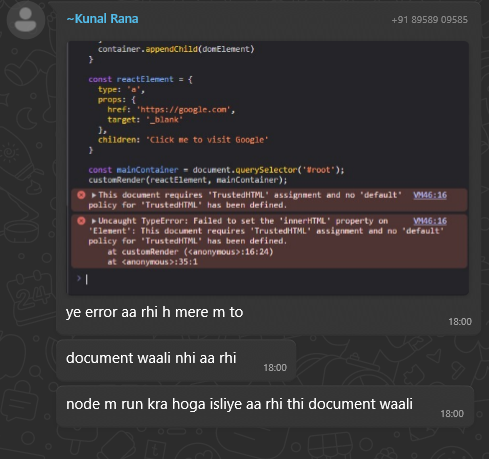 ~Kunal Rana
+91 89589 09585
container.appendChild(domElement)
}
const reactElement = {
type: 'a',
props: {
href: 'https://google.com',
target: '_blank'
},
children: 'Click me to visit Google'
}
const mainContainer = document.querySelector('#root');
customRender(reactElement, mainContainer);
This document requires 'TrustedHTML' assignment and no 'default' VM46:16
policy for 'TrustedHTML' has been defined.
Uncaught TypeError: Failed to set the 'innerHTML' property on VM46:16
'Element': This document requires 'TrustedHTML' assignment and no 'default'
policy for 'TrustedHTML' has been defined.
at customRender (<anonymous>:16:24)
at <anonymous>:35:1
>
ye error aa rhi h mere m to
18:00
document waali nhi aa rhi
18:00
node m run kra hoga isliye aa rhi thi document waali
18:00